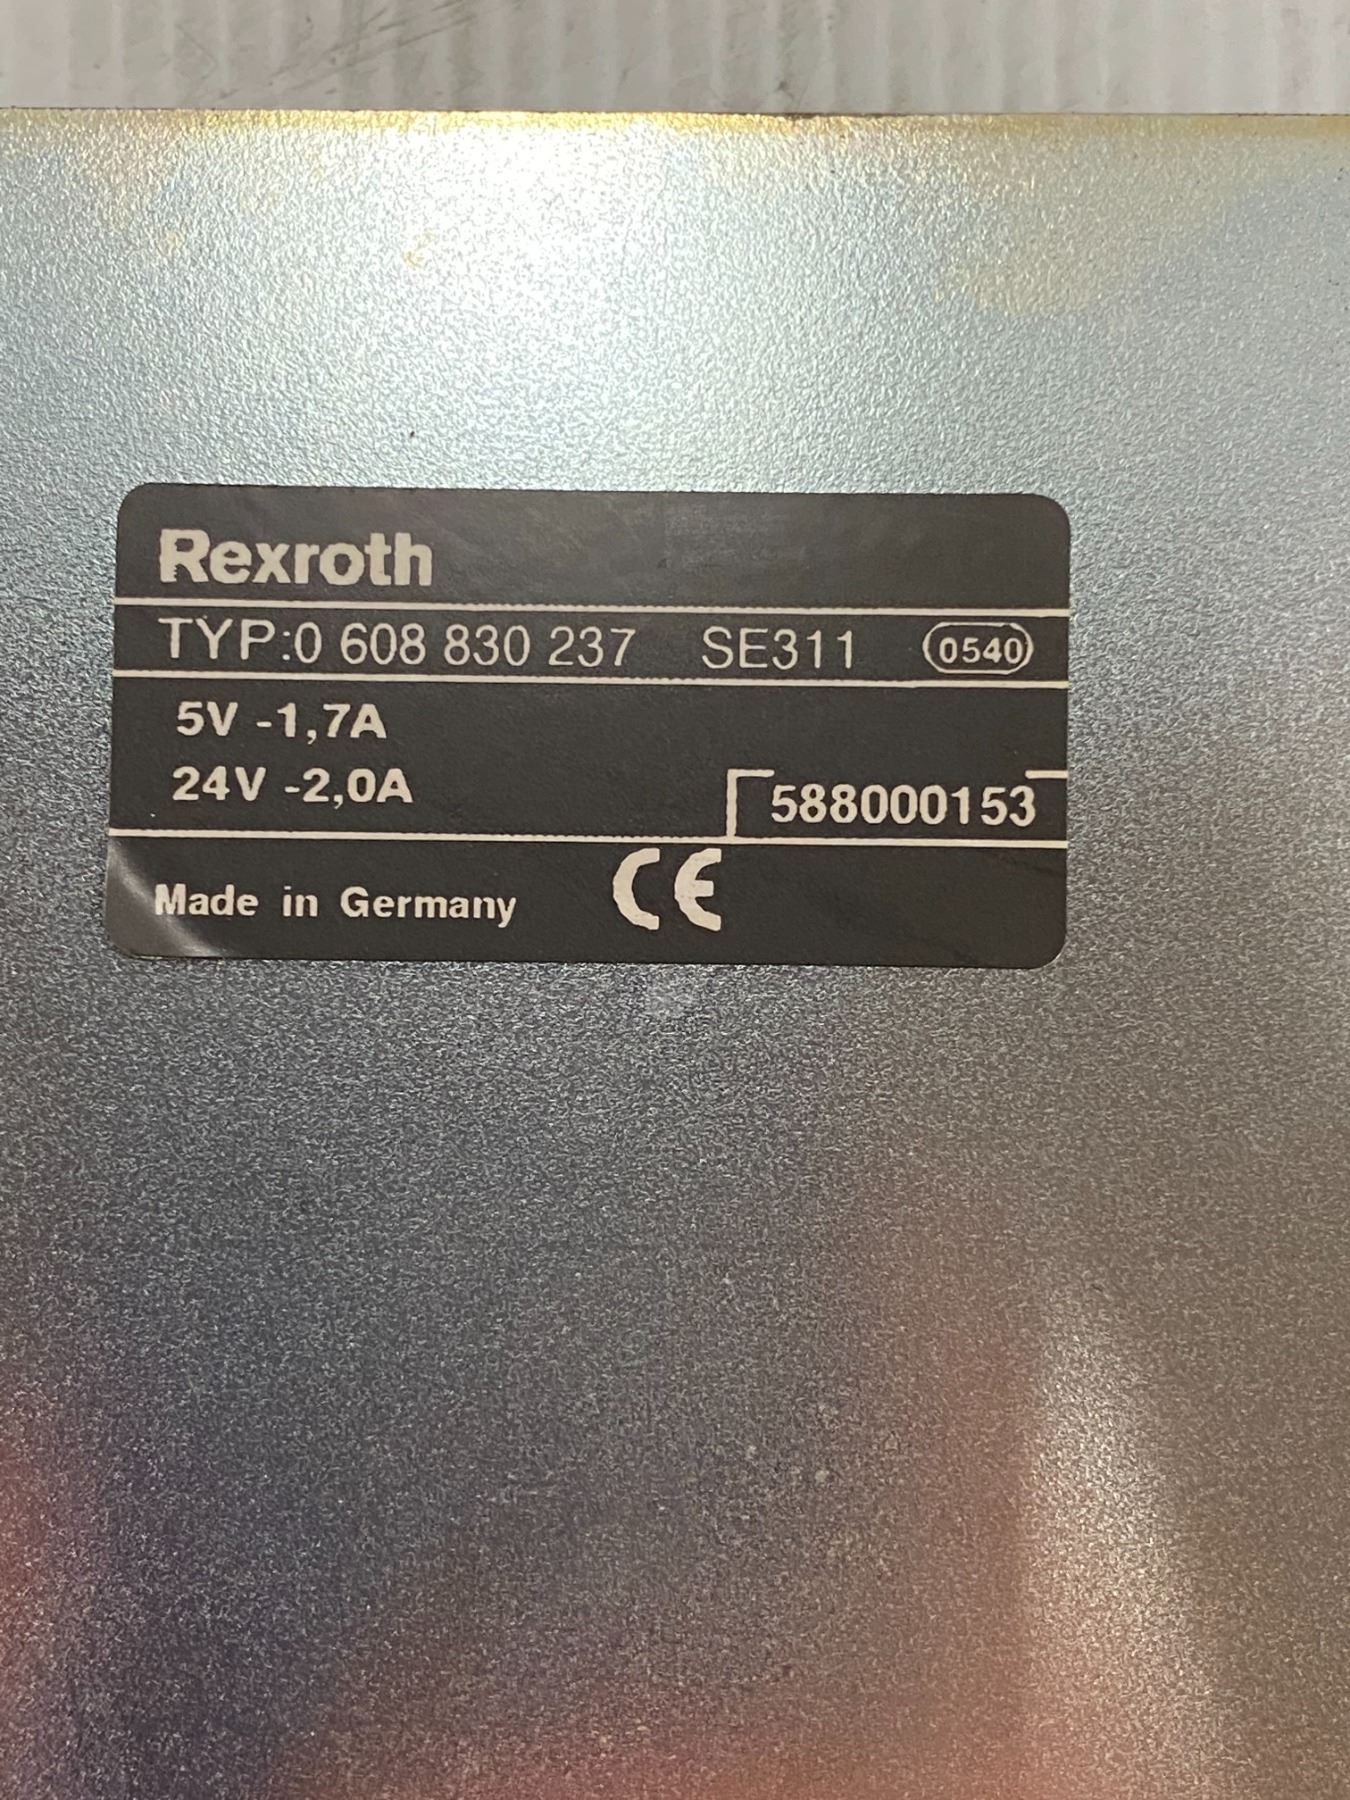 Rexroth
TYP:0 608 830 237 SE311 0540
5V -1,7A
24V -2,0A
588000153
Made in Germany CE